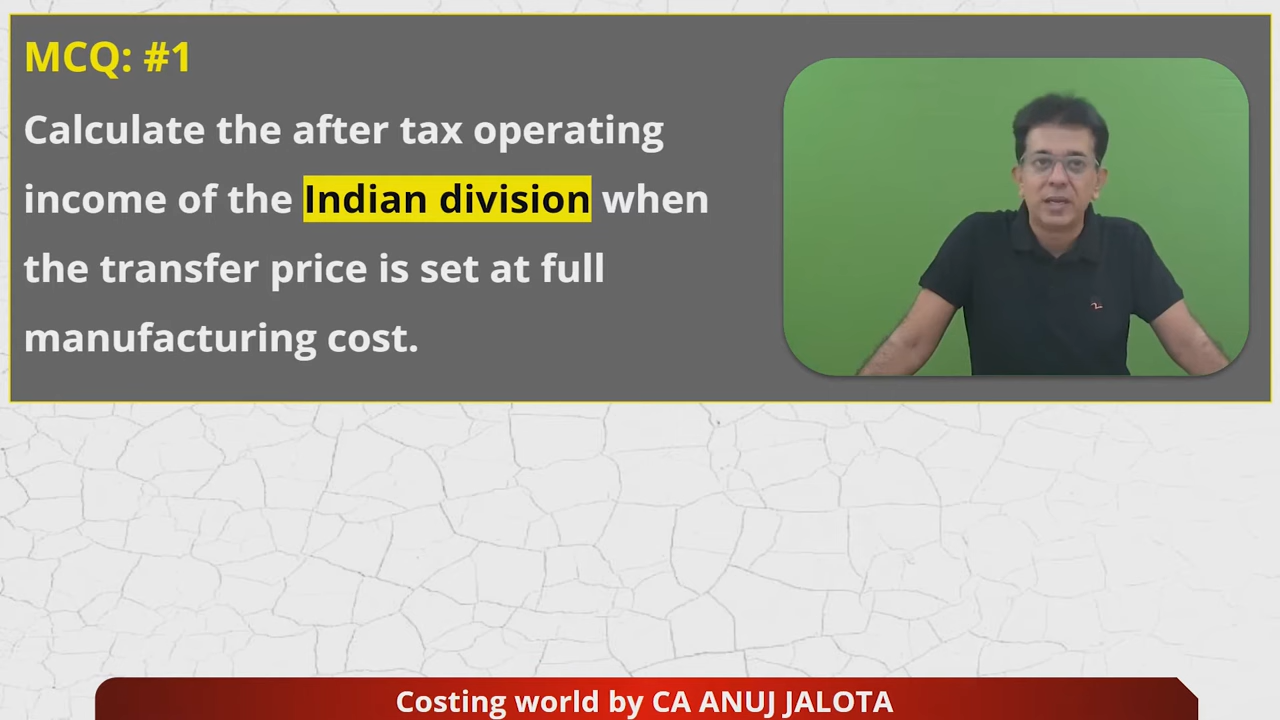 MCQ: #1
Calculate the after tax operating
income of the Indian division when
the transfer price is set at full
manufacturing cost.
Costing world by CA ANUJ JALOTA